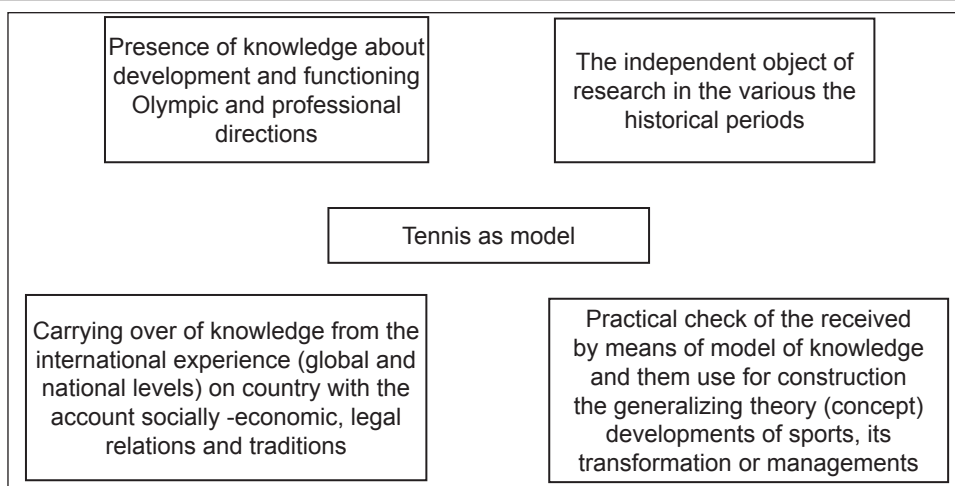 Presence of knowledge about
development and functioning
Olympic and professional
directions
The independent object of
research in the various the
historical periods
Tennis as model
Carrying over of knowledge from the
international experience (global and
national levels) on country with the
account socially -economic, legal
relations and traditions
Practical check of the received
by means of model of knowledge
and them use for construction
the generalizing theory (concept)
developments of sports, its
transformation or managements